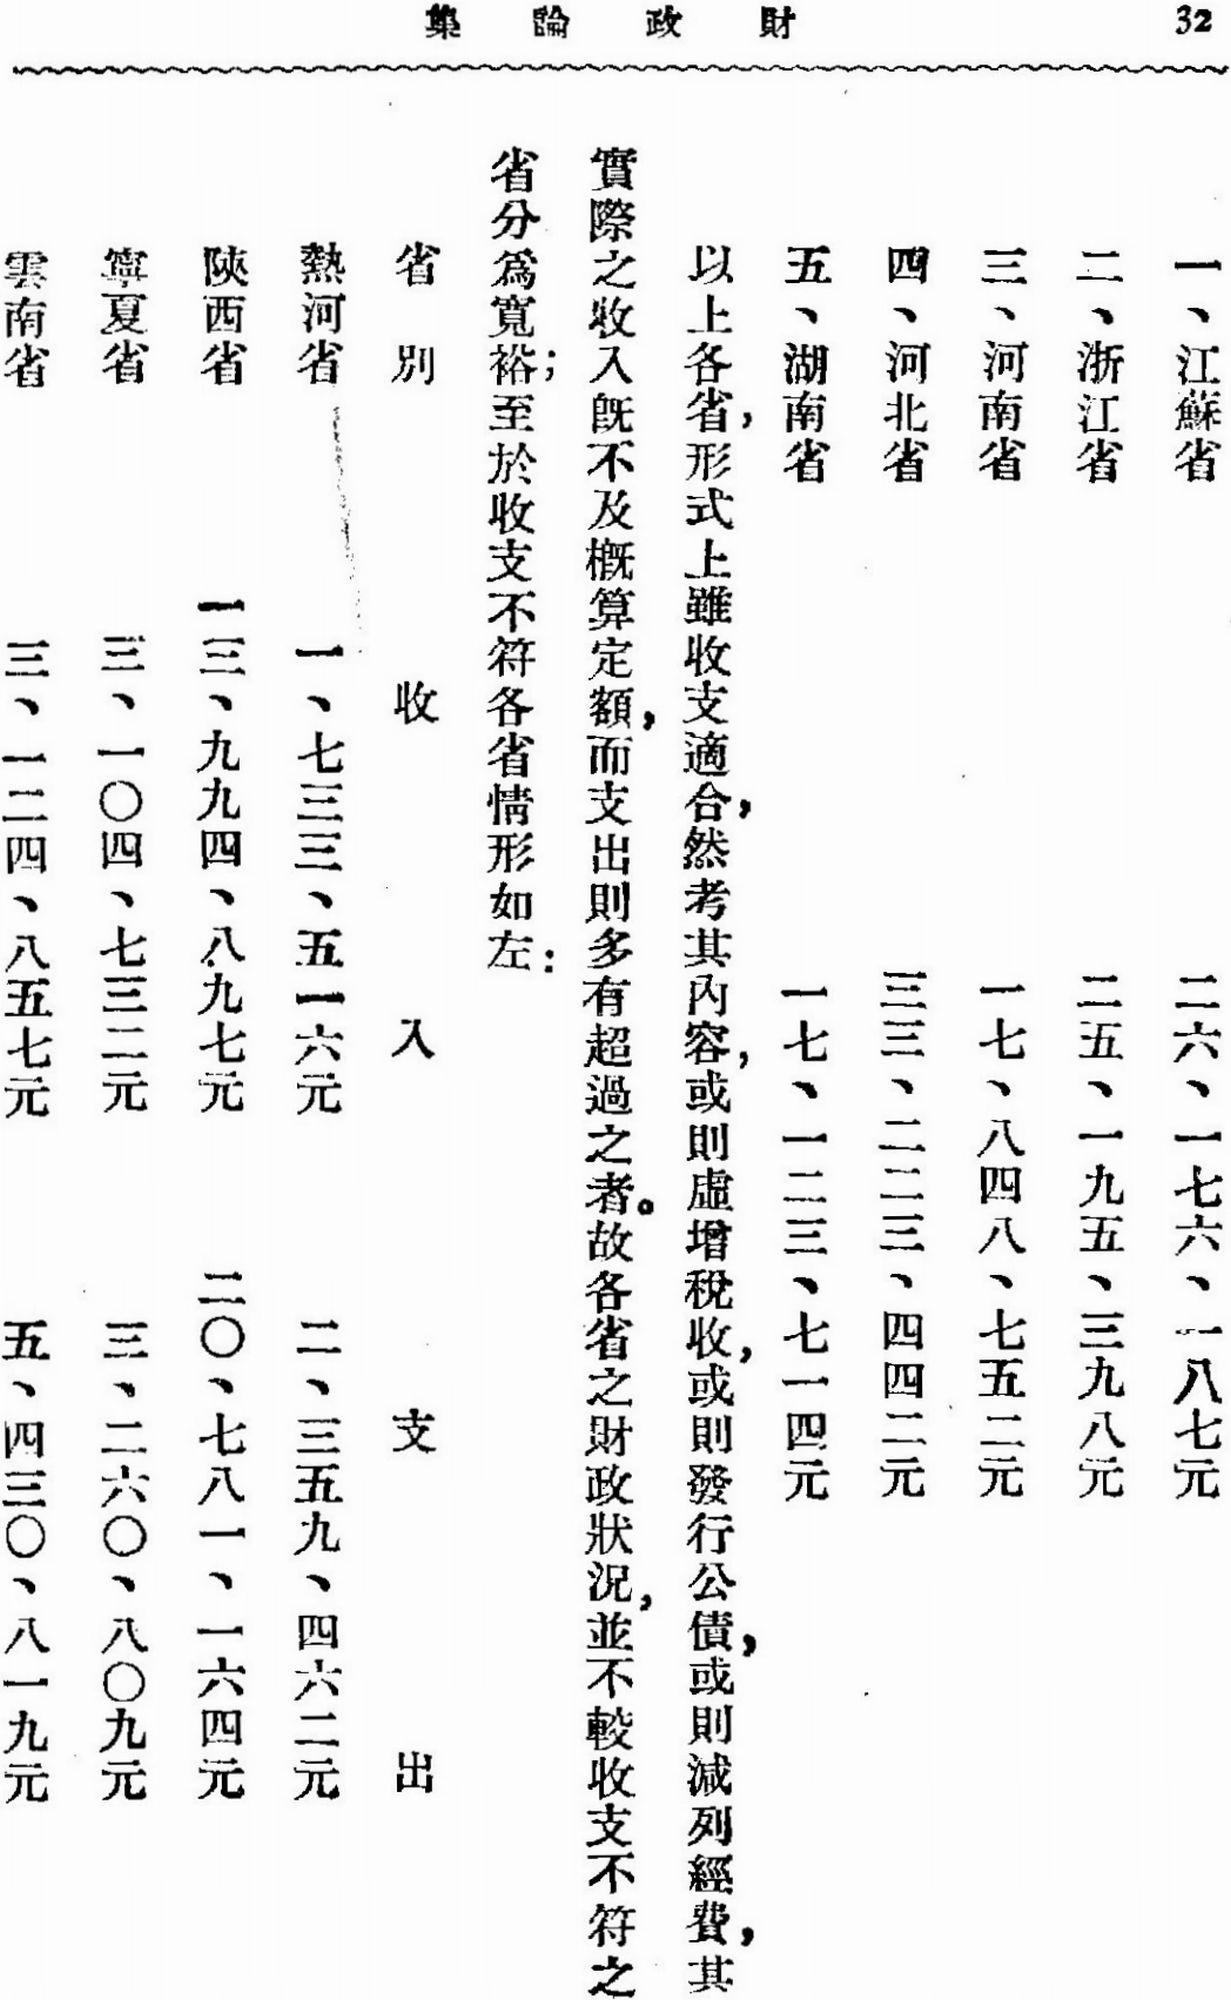 32
財政論集
一、江蘇省 二六、一七六、一八七元
二、浙江省 二五、一九五、三九八元
三、河南省 一七、八四八、七五二元
四、河北省 三三、二二三、四四二元
五、湖南省 一七、一二三、七一四元
以上各省，形式上雖收支適合，然考其內容，或則虛增稅收，或則發行公債，或則減列經費，其
實際之收入既不及概算定額，而支出則多有超過之者。故各省之財政狀況，並不較收支不符之
省分爲寬裕；至於收支不符各省情形如左：
省別 收入 支出
熱河省 一、七三三、五一六元 二、三五九、四六二元
陝西省 一三、九九四、八九七元 二〇、七八一、一六四元
寧夏省 三、一〇四、七三二元 三、二六〇、八〇九元
雲南省 三、一二四、八五七元 五、四三〇、八一九元